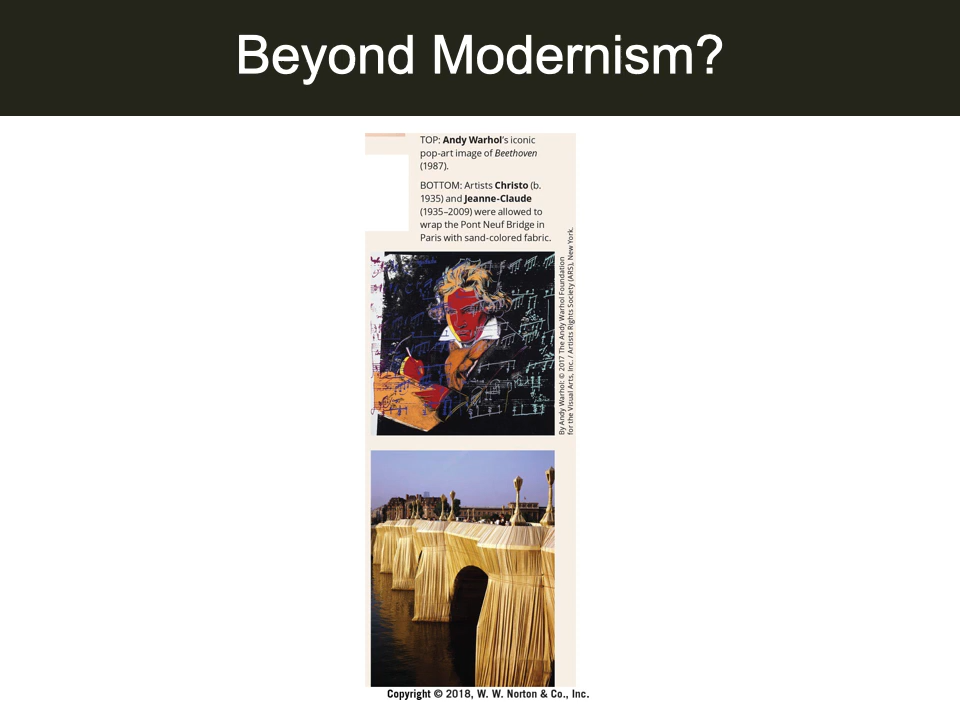 Beyond Modernism?
TOP: Andy Warhol's iconic
pop-art image of Beethoven
(1987).
BOTTOM: Artists Christo (b.
1935) and Jeanne-Claude
(1935–2009) were allowed to
wrap the Pont Neuf Bridge in
Paris with sand-colored fabric.
By Andy Warhol: © 2017 The Andy Warhol Foundation
for the Visual Arts, Inc. / Artists Rights Society (ARS), New York.
Copyright © 2018, W. W. Norton & Co., Inc.